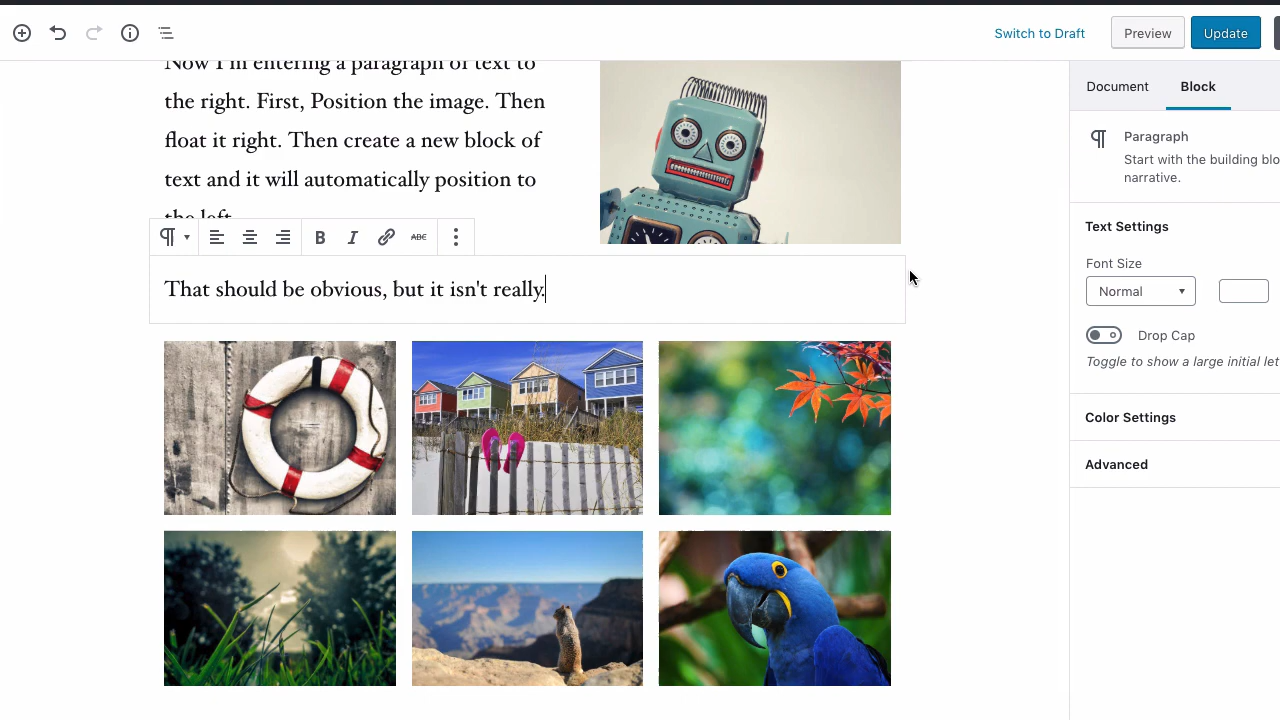 Switch to Draft
Preview
Update
Now I'm entering a paragraph of text to
the right. First, Position the image. Then
float it right. Then create a new block of
text and it will automatically position to
the left.
B I ABC
That should be obvious, but it isn't really.
Document
Block
Paragraph
Start with the building blo
narrative.
Text Settings
Font Size
Normal
Drop Cap
Toggle to show a large initial let
Color Settings
Advanced